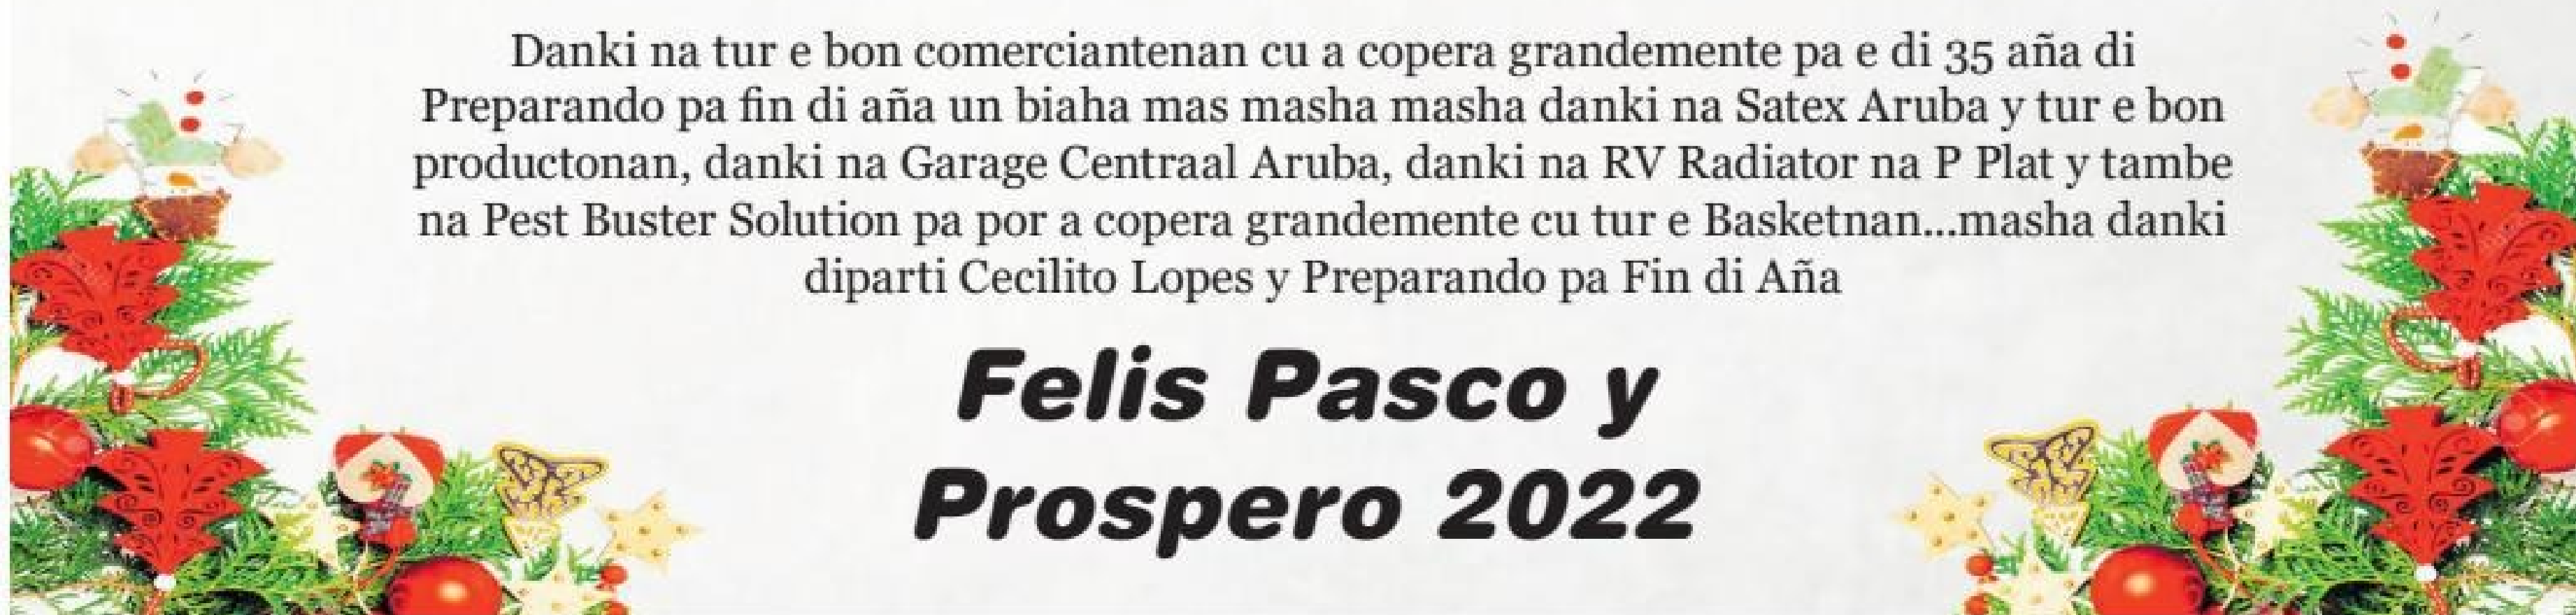 Danki na tur e bon comerciantenan cu a copera grandemente pa e di 35 aña di
Preparando pa fin di aña un biaha mas masha masha danki na Satex Aruba y tur e bon
productonan, danki na Garage Centraal Aruba, danki na RV Radiator na P Plat y tambe
na Pest Buster Solution pa por a copera grandemente cu tur e Basketnan...masha danki
diparti Cecilito Lopes y Preparando pa Fin di Aña
Felis Pasco y
Prospero 2022